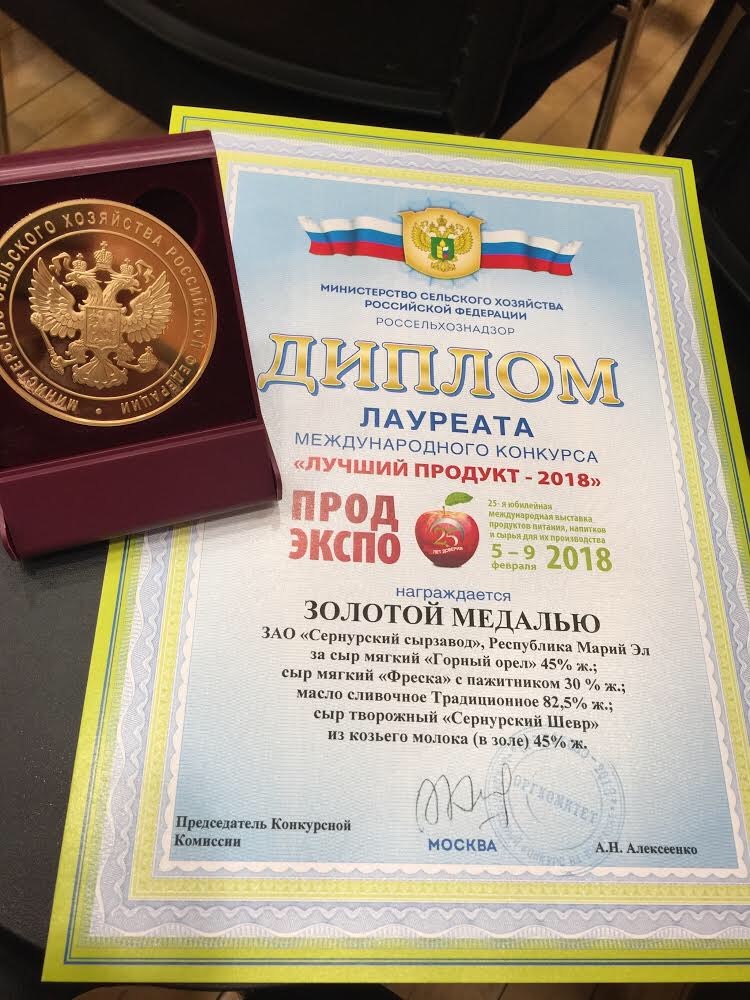 МИНИСТЕРСТВО СЕЛЬСКОГО ХОЗЯЙСТВА РОССИЙСКОЙ ФЕДЕРАЦИИ
МИНИСТЕРСТВО СЕЛЬСКОГО ХОЗЯЙСТВА
РОССИЙСКОЙ ФЕДЕРАЦИИ
РОССЕЛЬХОЗНАДЗОР
ДИПЛОМ
ЛАУРЕАТА
МЕЖДУНАРОДНОГО КОНКУРСА
«ЛУЧШИЙ ПРОДУКТ - 2018»
ПРОД
ЭКСПО
25
ЛЕТ ДОВЕРИЯ
25-я юбилейная
международная выставка
продуктов питания, напитков
и сырья для их производства
5 – 9
февраля
2018
награждается
ЗОЛОТОЙ МЕДАЛЬЮ
ЗАО «Сернурский сырзавод», Республика Марий Эл
за сыр мягкий «Горный орел» 45% ж.;
сыр мягкий «Фреска» с пажитником 30 % ж.;
масло сливочное Традиционное 82,5% ж.;
сыр творожный «Сернурский Шевр»
из козьего молока (в золе) 45% ж.
ОРГКОМИТЕТ
Председатель Конкурсной
Комиссии
МОСКВА
А.Н. Алексеенко